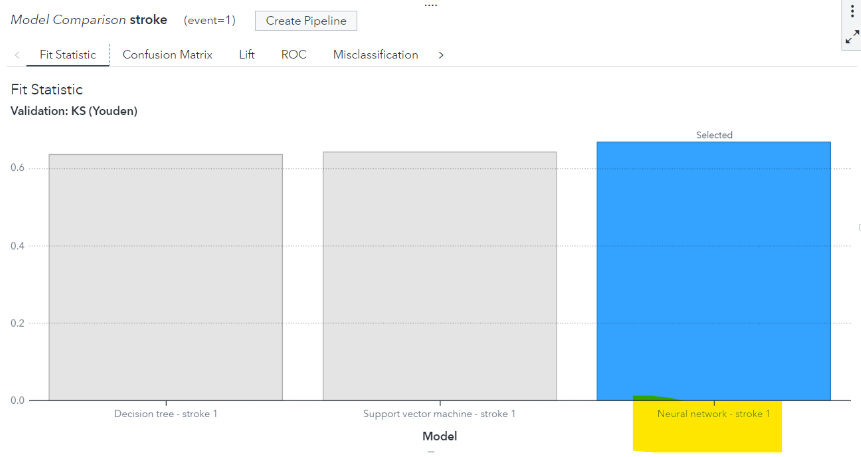 Model Comparison stroke (event=1) Create Pipeline
Fit Statistic Confusion Matrix Lift ROC Misclassification
Fit Statistic
Validation: KS (Youden)
Selected
0.6
0.4
0.2
0.0
Decision tree - stroke 1 Support vector machine - stroke 1 Neural network - stroke 1
Model